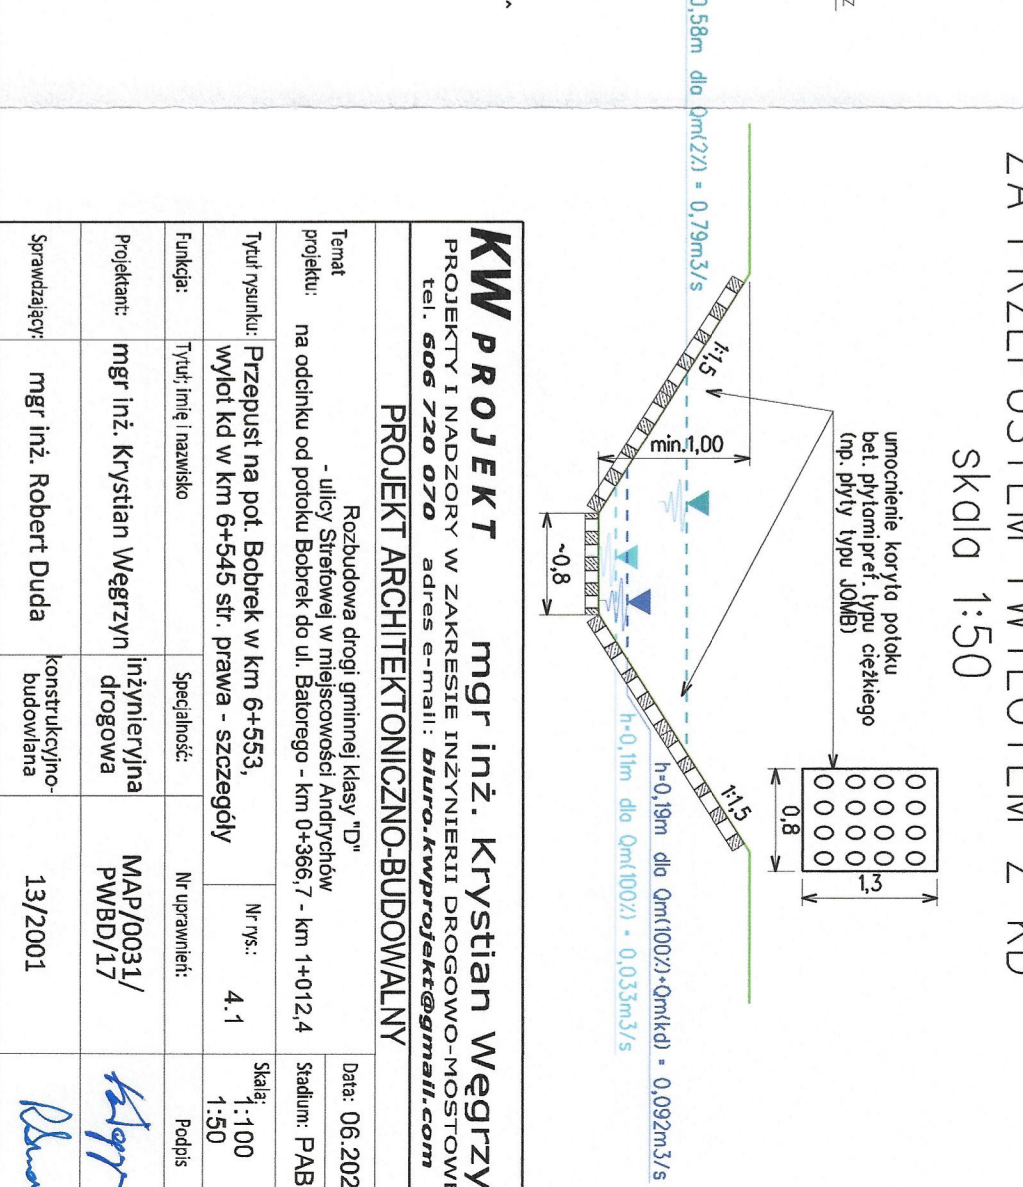 ZA PRZEPUSTEM I WYLOTEM Z KD
skala 1:50
umocnienie koryta potoku
bet. płytami pref. typu ciężkiego
(np. płyty typu JOMB)
0,8
1,3
1:1,5
1:1,5
min.1,00
~0,8
0,58m dla Qm(2%) = 0,79m3/s
h=0,19m dla Qm(100%)+Qm(kd) = 0,092m3/s
h=0,11m dla Qm(100%) = 0,033m3/s
KW PROJEKT mgr inż. Krystian Węgrzy
PROJEKTY I NADZORY W ZAKRESIE INŻYNIERII DROGOWO-MOSTOWE
tel. 606 720 070 adres e-mail: biuro.kwprojekt@gmail.com
PROJEKT ARCHITEKTONICZNO-BUDOWALNY
Temat projektu: Rozbudowa drogi gminnej klasy "D"
- ulicy Strefowej w miejscowości Andrychów
na odcinku od potoku Bobrek do ul. Batorego - km 0+366,7 - km 1+012,4
Data: 06.202
Stadium: PAB
Tytuł rysunku: Przepust na pot. Bobrek w km 6+553,
wylot kd w km 6+545 str. prawa - szczegóły
Nr rys.: 4.1
Skala: 1:100
1:50
Funkcja: Tytuł; imię i nazwisko Specjalność: Nr uprawnień: Podpis
Projektant: mgr inż. Krystian Węgrzyn inżynieryjna drogowa MAP/0031/ PWBD/17
Sprawdzający: mgr inż. Robert Duda konstrukcyjno-budowlana 13/2001